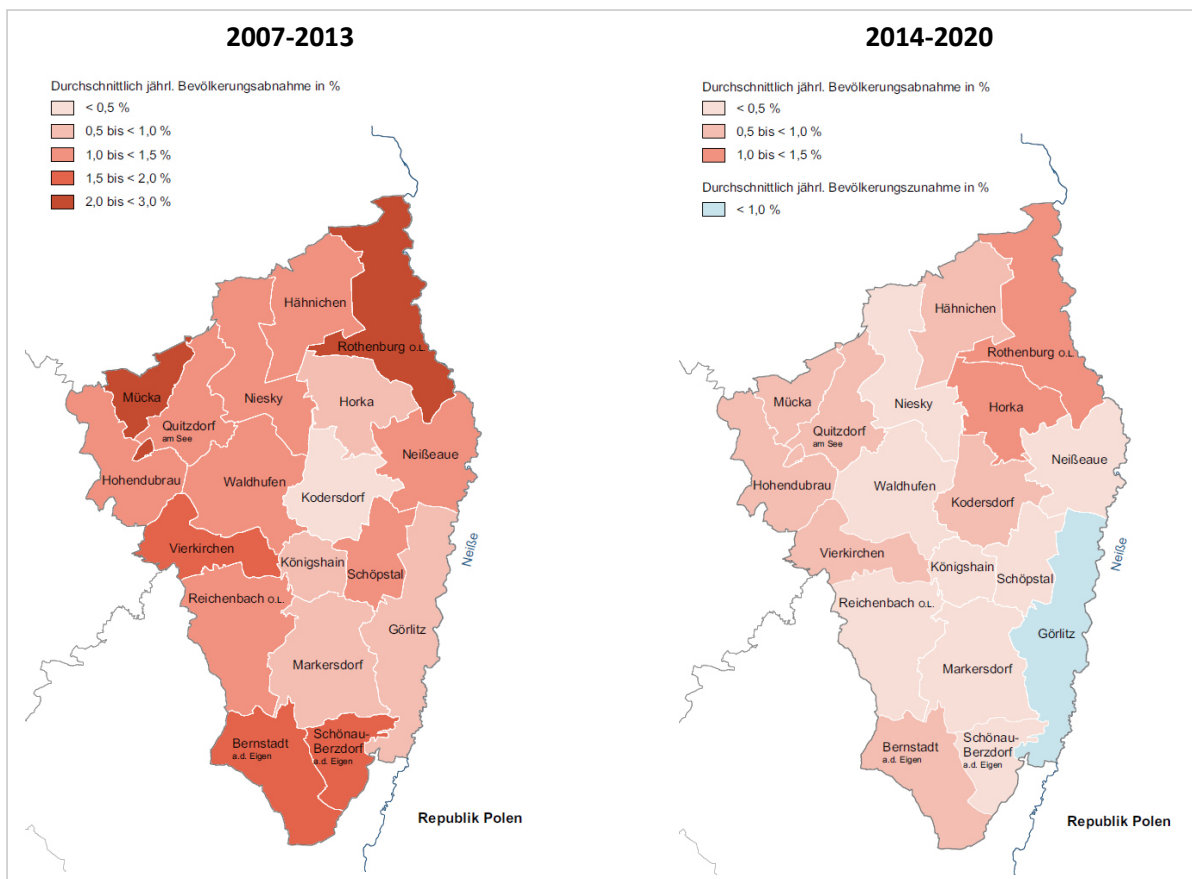 2007-2013
Durchschnittlich jährl. Bevölkerungsabnahme in %
< 0,5 %
0,5 bis < 1,0 %
1,0 bis < 1,5 %
1,5 bis < 2,0 %
2,0 bis < 3,0 %
Hähnichen
Rothenburg o.L.
Mücka
Niesky
Horka
Quitzdorf
am See
Neißeaue
Hohendubrau
Waldhufen
Kodersdorf
Vierkirchen
Königshain
Schöpstal
Neiße
Reichenbach o.L.
Görlitz
Markersdorf
Bernstadt
a.d. Eigen
Schönau-
Berzdorf
a.d. Eigen
Republik Polen
2014-2020
Durchschnittlich jährl. Bevölkerungsabnahme in %
< 0,5 %
0,5 bis < 1,0 %
1,0 bis < 1,5 %
Durchschnittlich jährl. Bevölkerungszunahme in %
< 1,0 %
Hähnichen
Rothenburg o.L.
Mücka
Niesky
Horka
Quitzdorf
am See
Neißeaue
Hohendubrau
Waldhufen
Kodersdorf
Vierkirchen
Königshain
Schöpstal
Neiße
Reichenbach o.L.
Görlitz
Markersdorf
Bernstadt
a.d. Eigen
Schönau-
Berzdorf
a.d. Eigen
Republik Polen